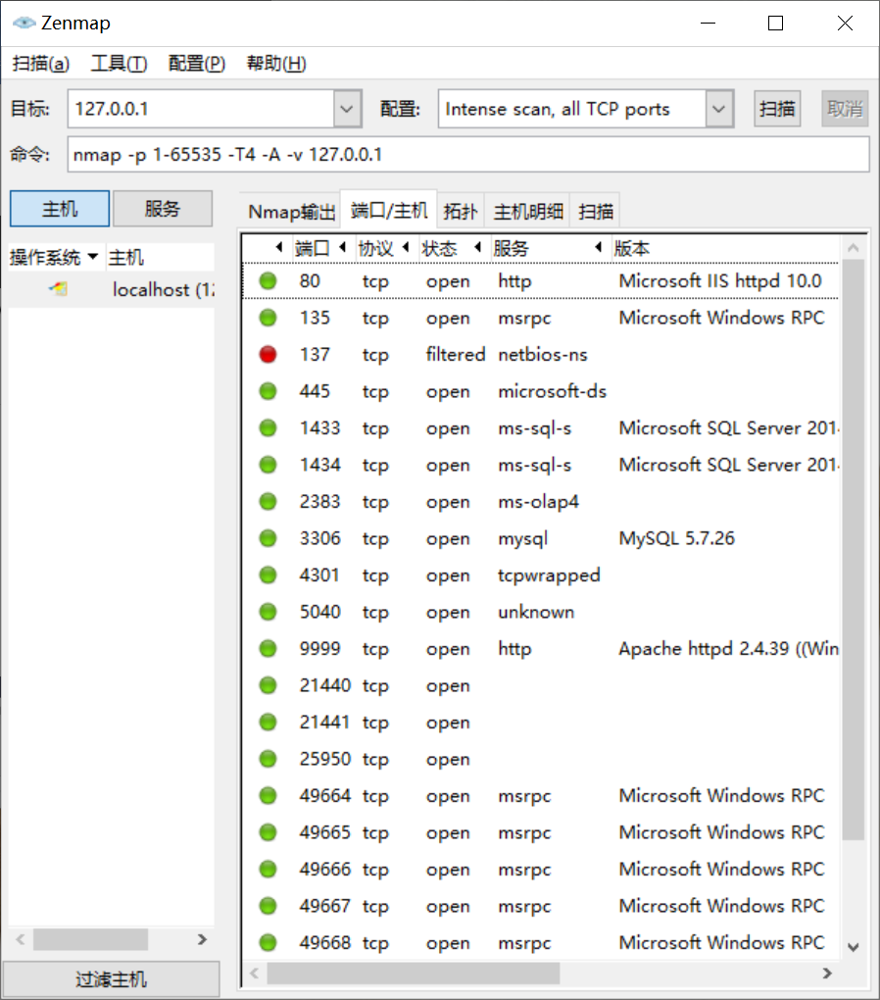 Zenmap
扫描(a) 工具(T) 配置(P) 帮助(H)
目标: 127.0.0.1 配置: Intense scan, all TCP ports 扫描 取消
命令: nmap -p 1-65535 -T4 -A -v 127.0.0.1
主机 服务 Nmap输出 端口/主机 拓扑 主机明细 扫描
操作系统 主机
localhost (12
端口 协议 状态 服务 版本
80 tcp open http Microsoft IIS httpd 10.0
135 tcp open msrpc Microsoft Windows RPC
137 tcp filtered netbios-ns
445 tcp open microsoft-ds
1433 tcp open ms-sql-s Microsoft SQL Server 201
1434 tcp open ms-sql-s Microsoft SQL Server 201
2383 tcp open ms-olap4
3306 tcp open mysql MySQL 5.7.26
4301 tcp open tcpwrapped
5040 tcp open unknown
9999 tcp open http Apache httpd 2.4.39 ((Win
21440 tcp open
21441 tcp open
25950 tcp open
49664 tcp open msrpc Microsoft Windows RPC
49665 tcp open msrpc Microsoft Windows RPC
49666 tcp open msrpc Microsoft Windows RPC
49667 tcp open msrpc Microsoft Windows RPC
49668 tcp open msrpc Microsoft Windows RPC
过滤主机